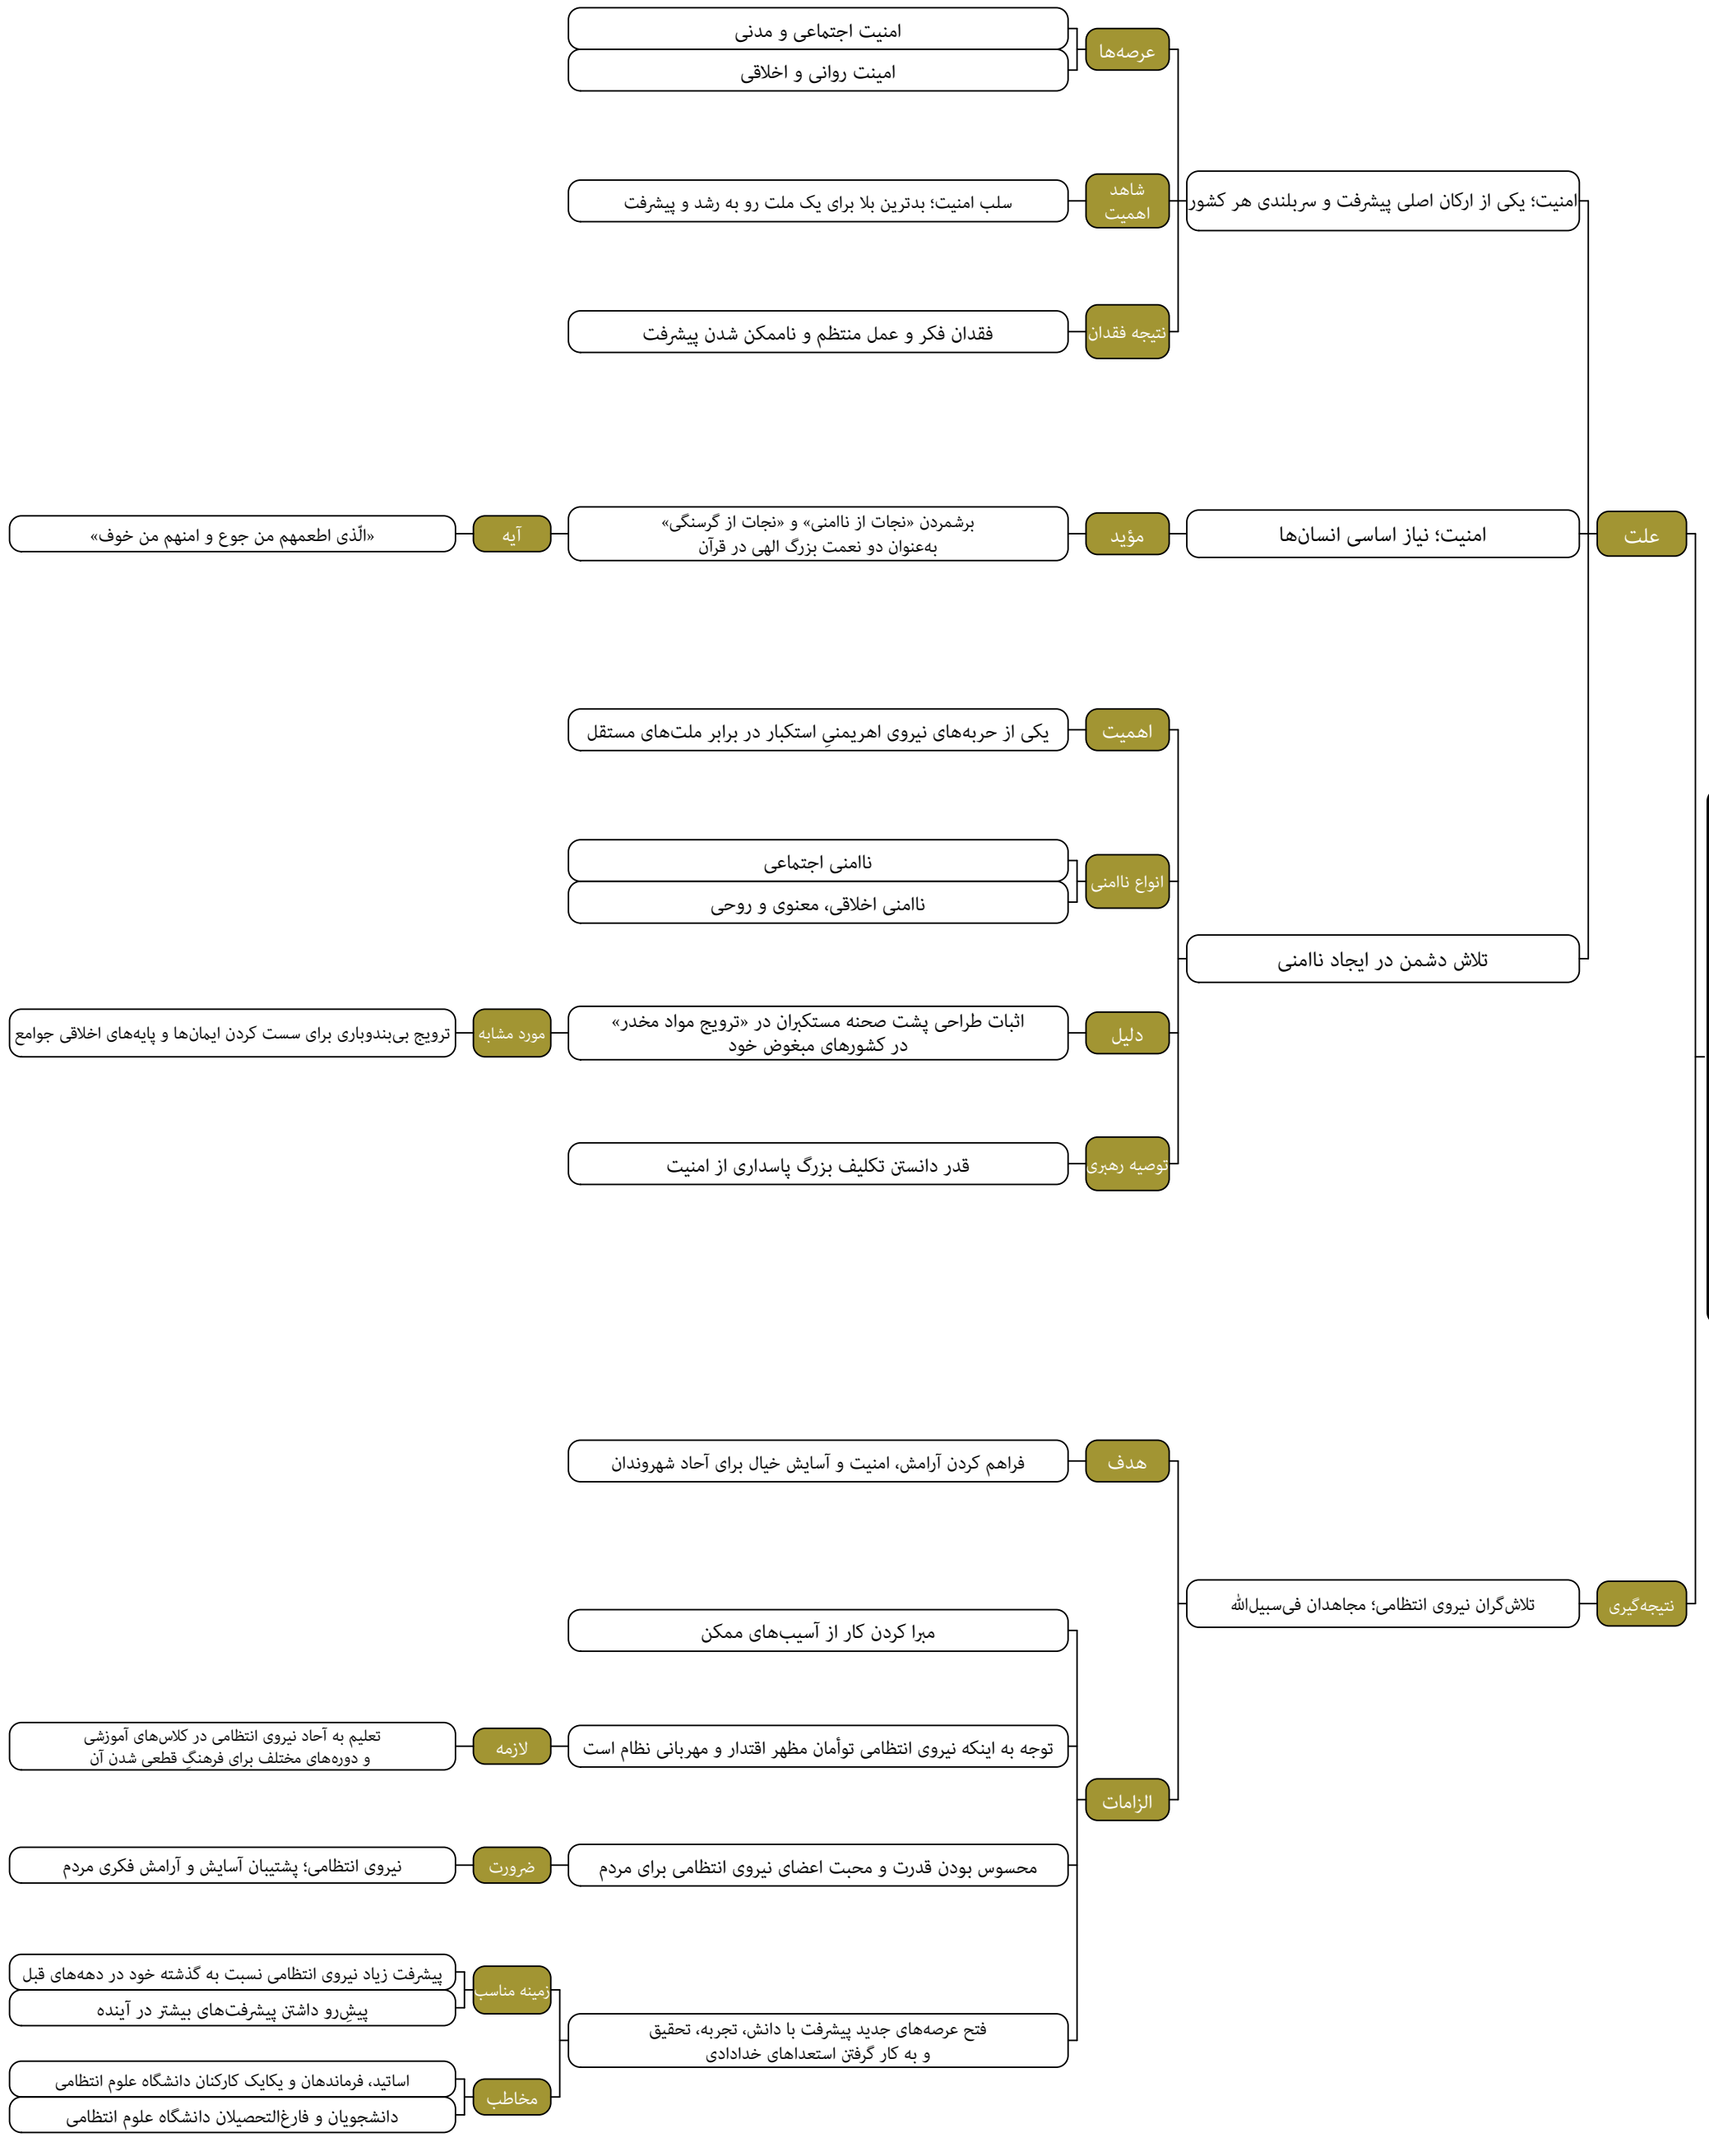 علت
امنیت؛ یکی از ارکان اصلی پیشرفت و سربلندی هر کشور
عرصه‌ها
امنیت اجتماعی و مدنی
امینت روانی و اخلاقی
شاهد
اهمیت
سلب امنیت؛ بدترین بلا برای یک ملت رو به رشد و پیشرفت
نتیجه فقدان
فقدان فکر و عمل منتظم و ناممکن شدن پیشرفت
امنیت؛ نیاز اساسی انسان‌ها
مؤید
برشمردن «نجات از ناامنی» و «نجات از گرسنگی»
به‌عنوان دو نعمت بزرگ الهی در قرآن
آیه
«الّذی اطعمهم من جوع و امنهم من خوف»
تلاش دشمن در ایجاد ناامنی
اهمیت
یکی از حربه‌های نیروی اهریمنیِ استکبار در برابر ملت‌های مستقل
انواع ناامنی
ناامنی اجتماعی
ناامنی اخلاقی، معنوی و روحی
دلیل
اثبات طراحی پشت صحنه مستکبران در «ترویج مواد مخدر»
در کشورهای مبغوض خود
مورد مشابه
ترویج بی‌بندوباری برای سست کردن ایمان‌ها و پایه‌های اخلاقی جوامع
توصیه رهبری
قدر دانستن تکلیف بزرگ پاسداری از امنیت
نتیجه‌گیری
تلاش‌گران نیروی انتظامی؛ مجاهدان فی‌سبیل‌الله
هدف
فراهم کردن آرامش، امنیت و آسایش خیال برای آحاد شهروندان
الزامات
مبرا کردن کار از آسیب‌های ممکن
توجه به اینکه نیروی انتظامی توأمان مظهر اقتدار و مهربانی نظام است
لازمه
تعلیم به آحاد نیروی انتظامی در کلاس‌های آموزشی
و دوره‌های مختلف برای فرهنگِ قطعی شدن آن
محسوس بودن قدرت و محبت اعضای نیروی انتظامی برای مردم
ضرورت
نیروی انتظامی؛ پشتیبان آسایش و آرامش فکری مردم
فتح عرصه‌های جدید پیشرفت با دانش، تجربه، تحقیق
و به کار گرفتن استعداهای خدادادی
زمینه مناسب
پیشرفت زیاد نیروی انتظامی نسبت به گذشته خود در دهه‌های قبل
پیشِ‌رو داشتن پیشرفت‌های بیشتر در آینده
مخاطب
اساتید، فرماندهان و یکایک کارکنان دانشگاه علوم انتظامی
دانشجویان و فارغ‌التحصیلان دانشگاه علوم انتظامی